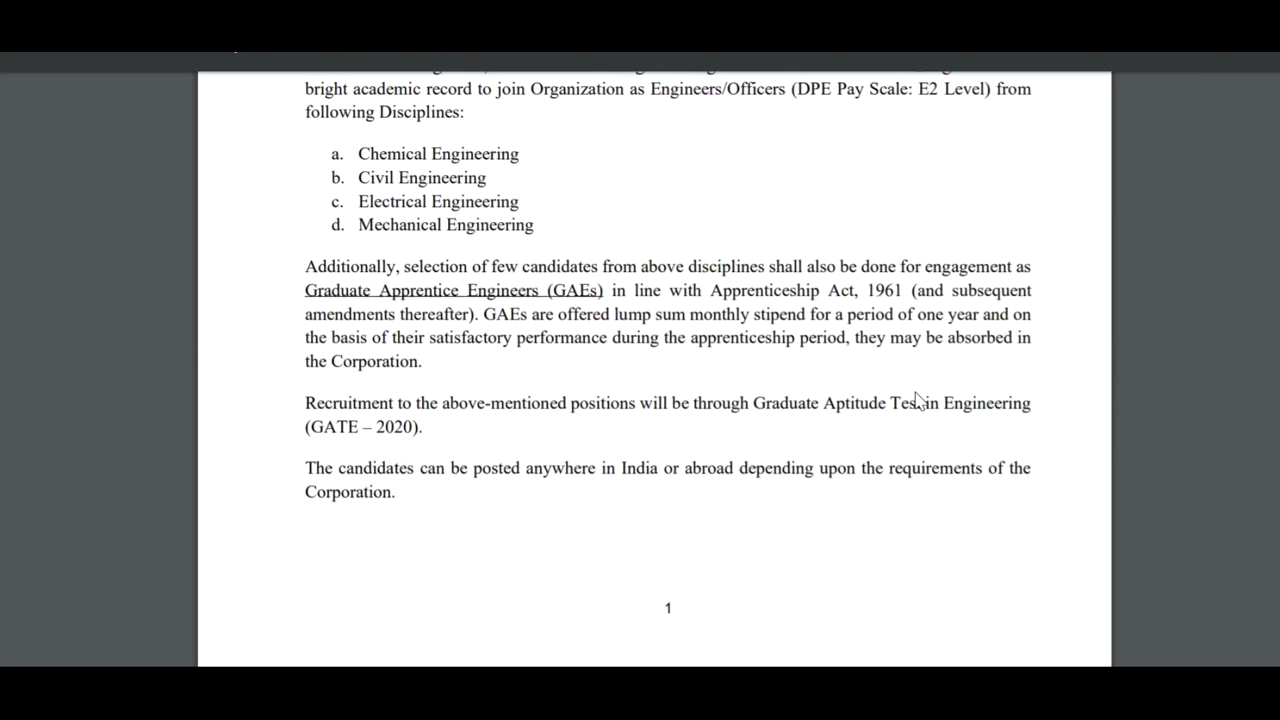 bright academic record to join Organization as Engineers/Officers (DPE Pay Scale: E2 Level) from
following Disciplines:
a. Chemical Engineering
b. Civil Engineering
c. Electrical Engineering
d. Mechanical Engineering
Additionally, selection of few candidates from above disciplines shall also be done for engagement as
Graduate Apprentice Engineers (GAEs) in line with Apprenticeship Act, 1961 (and subsequent
amendments thereafter). GAEs are offered lump sum monthly stipend for a period of one year and on
the basis of their satisfactory performance during the apprenticeship period, they may be absorbed in
the Corporation.
Recruitment to the above-mentioned positions will be through Graduate Aptitude Test in Engineering
(GATE – 2020).
The candidates can be posted anywhere in India or abroad depending upon the requirements of the
Corporation.
1